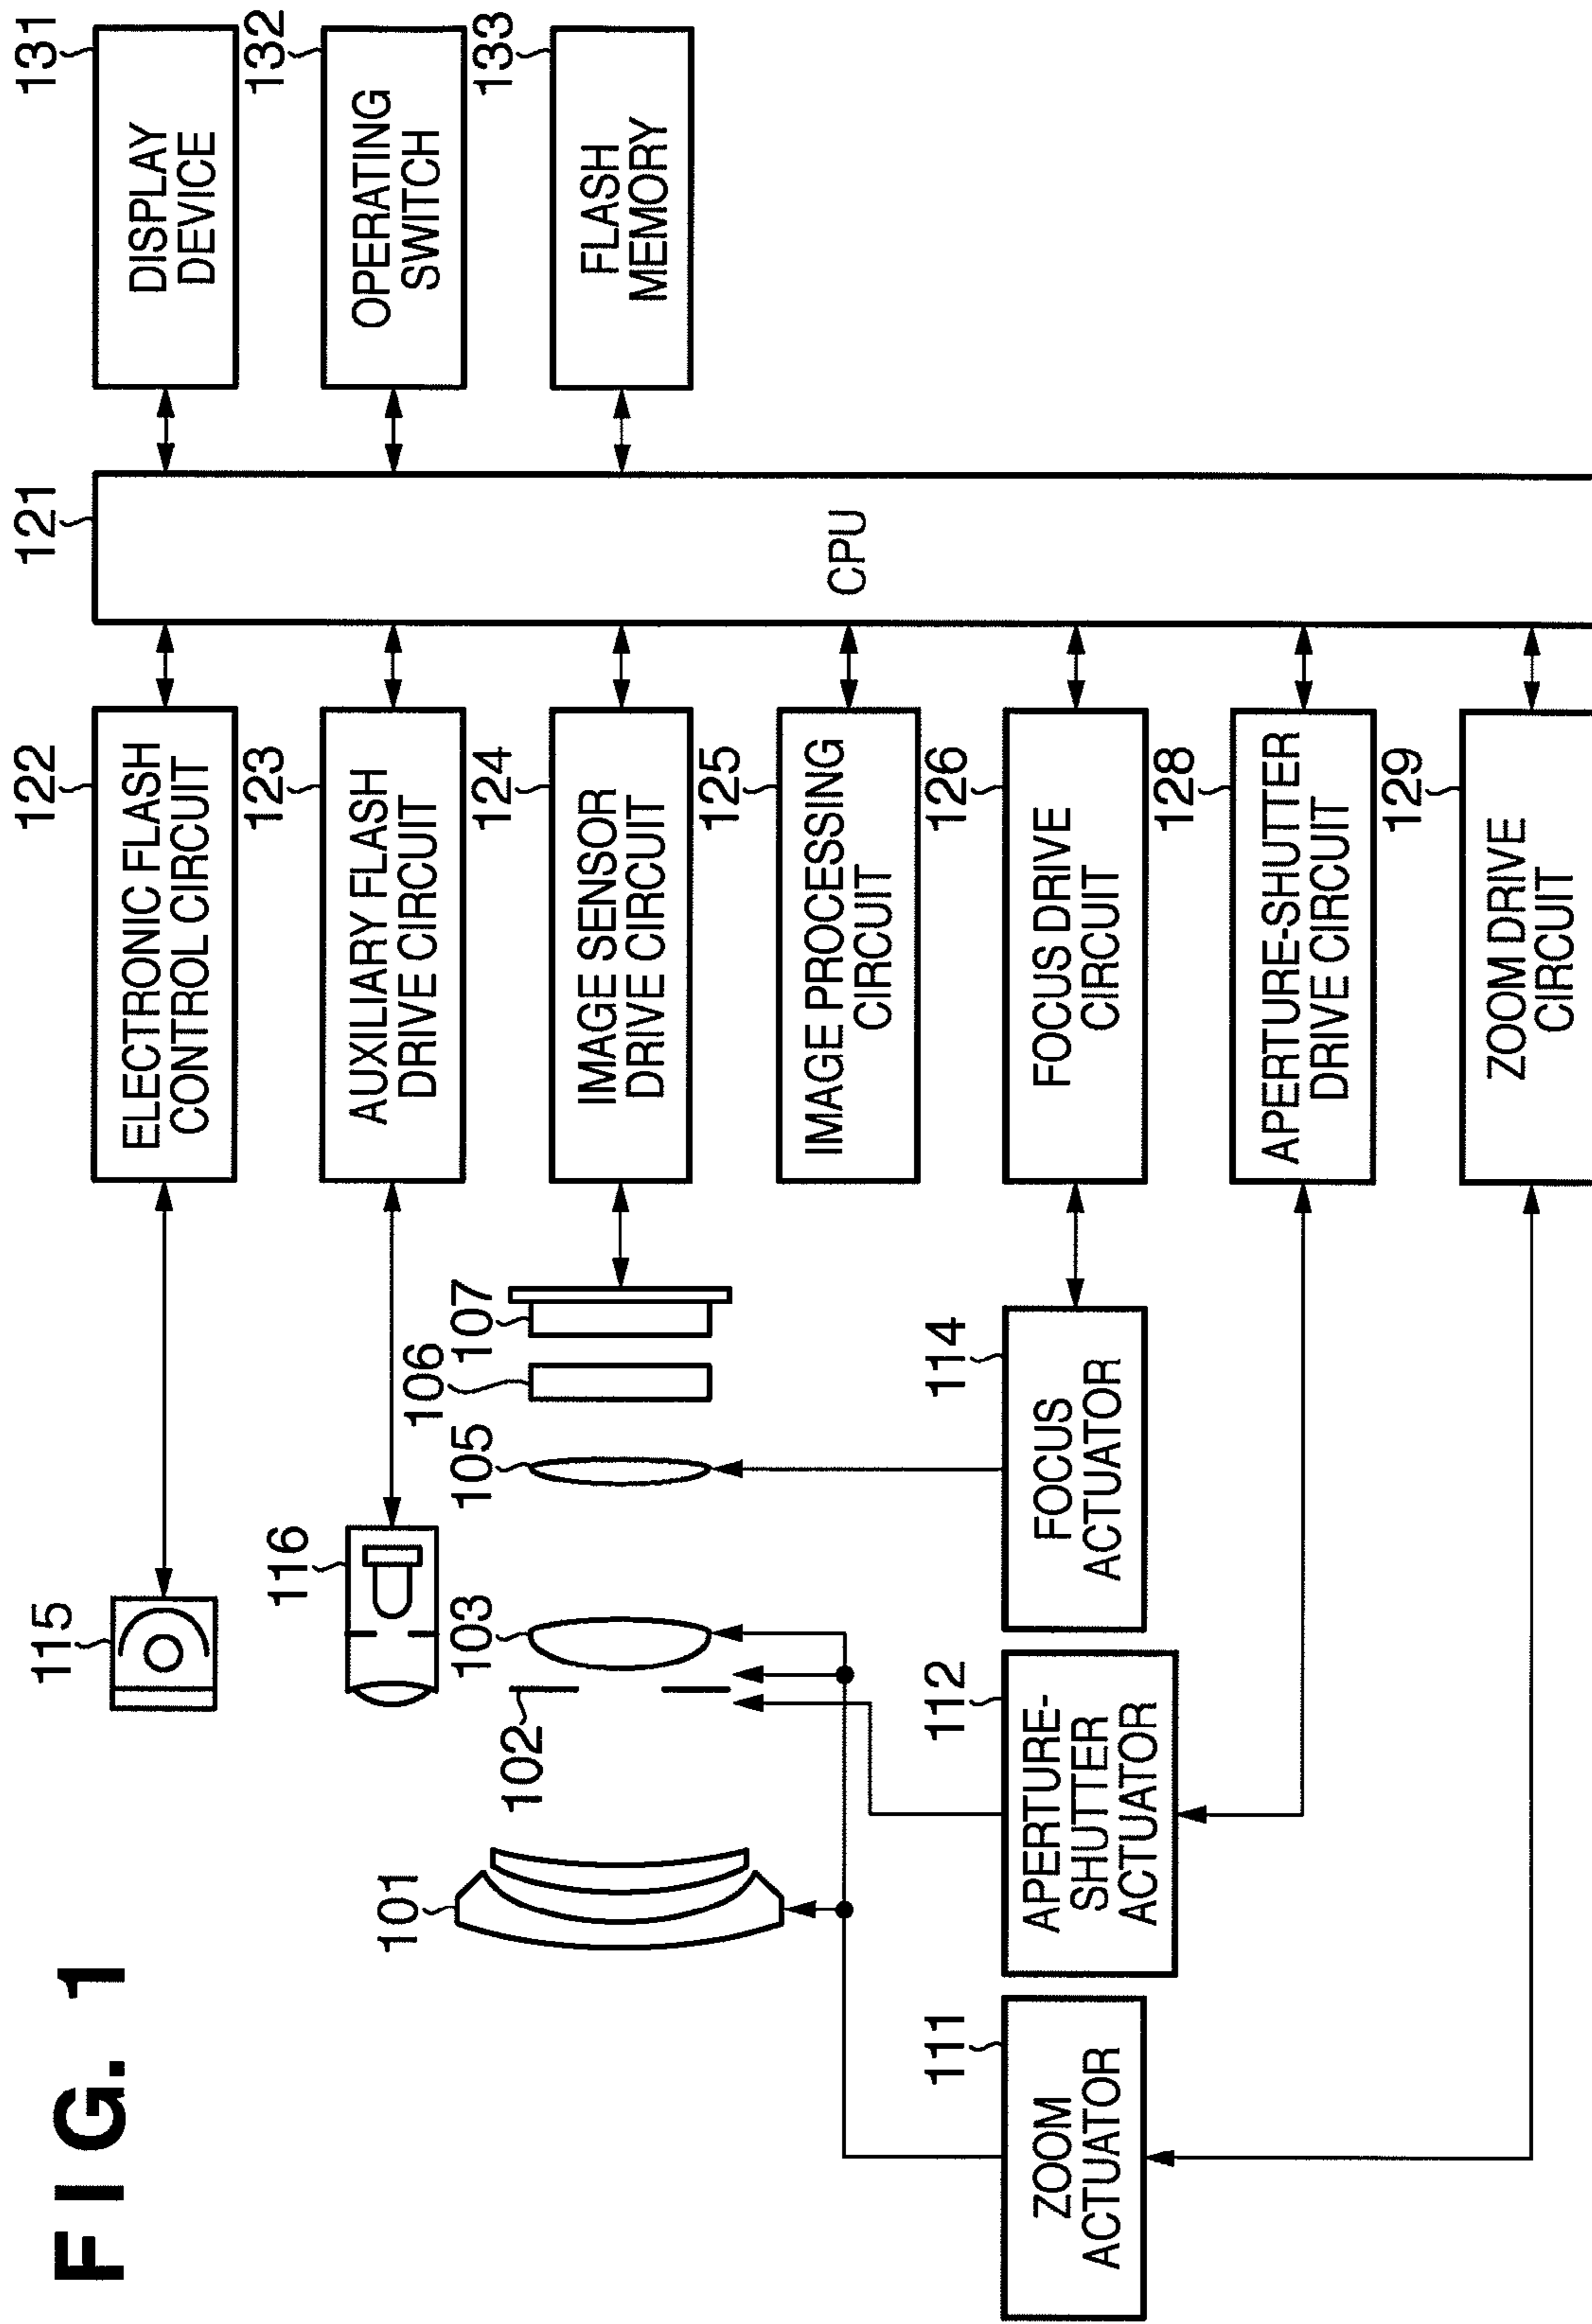 FIG. 1
115
122
ELECTRONIC FLASH
CONTROL CIRCUIT
121
CPU
131
DISPLAY
DEVICE
116
123
AUXILIARY FLASH
DRIVE CIRCUIT
132
OPERATING
SWITCH
101
102
103
105
106
107
124
IMAGE SENSOR
DRIVE CIRCUIT
133
FLASH
MEMORY
125
IMAGE PROCESSING
CIRCUIT
111
ZOOM
ACTUATOR
112
APERTURE-
SHUTTER
ACTUATOR
114
FOCUS
ACTUATOR
126
FOCUS DRIVE
CIRCUIT
128
APERTURE-SHUTTER
DRIVE CIRCUIT
129
ZOOM DRIVE
CIRCUIT